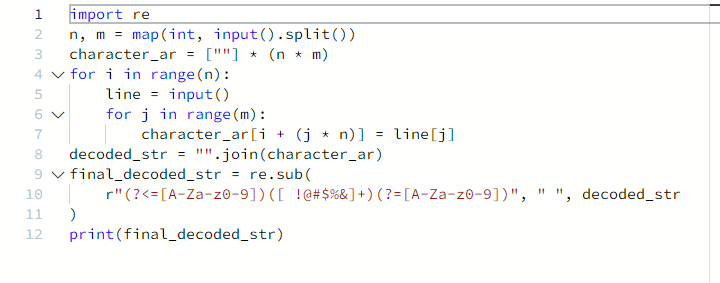 1 import re
2 n, m = map(int, input().split())
3 character_ar = [""] * (n * m)
4 for i in range(n):
5     line = input()
6     for j in range(m):
7         character_ar[i + (j * n)] = line[j]
8 decoded_str = "".join(character_ar)
9 final_decoded_str = re.sub(
10     r"(?<=[A-Za-z0-9])([ !@#$%&]+)(?=[A-Za-z0-9])", " ", decoded_str
11 )
12 print(final_decoded_str)